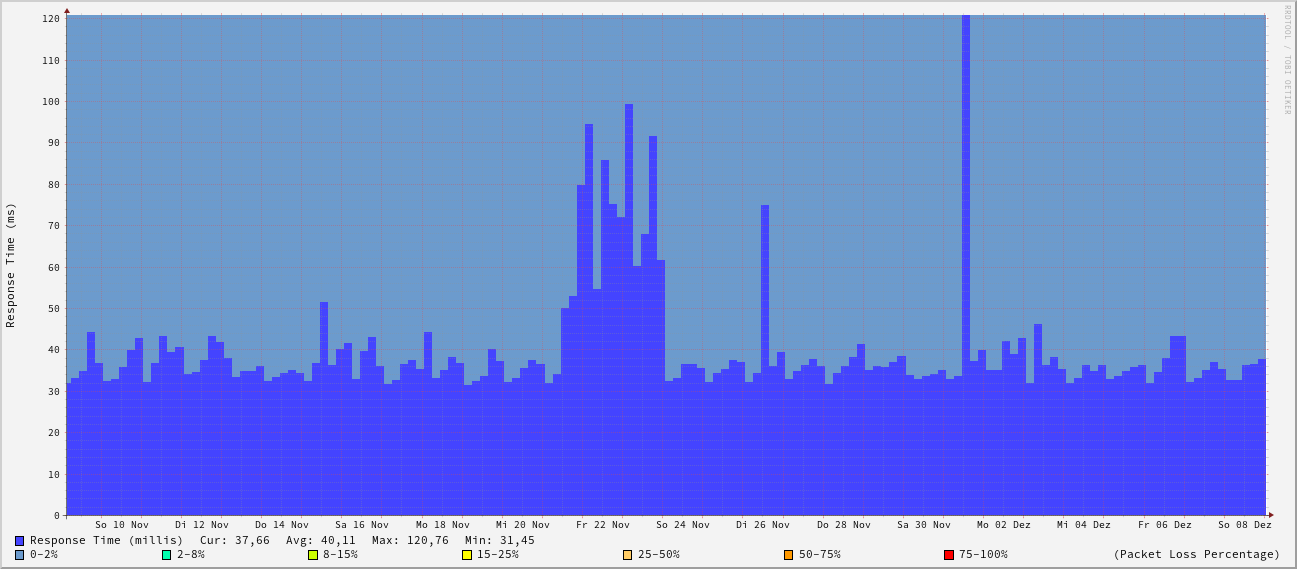 RRDTOOL / TOBI OETIKER
Response Time (ms)
120
110
100
90
80
70
60
50
40
30
20
10
0
So 10 Nov Di 12 Nov Do 14 Nov Sa 16 Nov Mo 18 Nov Mi 20 Nov Fr 22 Nov So 24 Nov Di 26 Nov Do 28 Nov Sa 30 Nov Mo 02 Dez Mi 04 Dez Fr 06 Dez So 08 Dez
Response Time (millis) Cur: 37,66 Avg: 40,11 Max: 120,76 Min: 31,45
0-2% 2-8% 8-15% 15-25% 25-50% 50-75% 75-100% (Packet Loss Percentage)